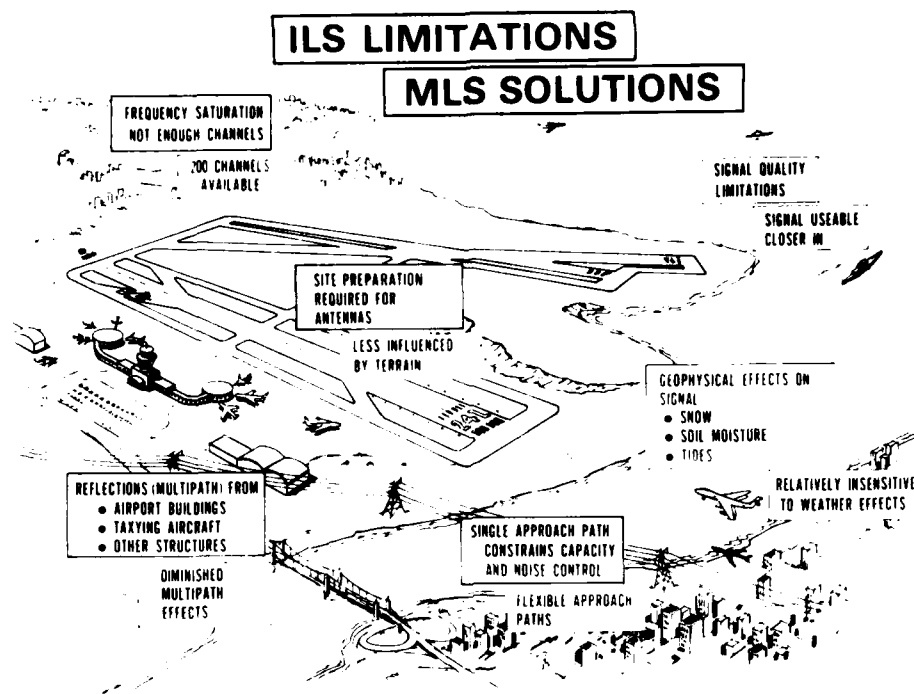 ILS LIMITATIONS
MLS SOLUTIONS
FREQUENCY SATURATION
NOT ENOUGH CHANNELS
200 CHANNELS
AVAILABLE
SIGNAL QUALITY
LIMITATIONS
SIGNAL USEABLE
CLOSER IN
SITE PREPARATION
REQUIRED FOR
ANTENNAS
LESS INFLUENCED
BY TERRAIN
GEOPHYSICAL EFFECTS ON
SIGNAL
● SNOW
● SOIL MOISTURE
● TIDES
RELATIVELY INSENSITIVE
TO WEATHER EFFECTS
REFLECTIONS (MULTIPATH) FROM
● AIRPORT BUILDINGS
● TAXYING AIRCRAFT
● OTHER STRUCTURES
DIMINISHED
MULTIPATH
EFFECTS
SINGLE APPROACH PATH
CONSTRAINS CAPACITY
AND NOISE CONTROL
FLEXIBLE APPROACH
PATHS